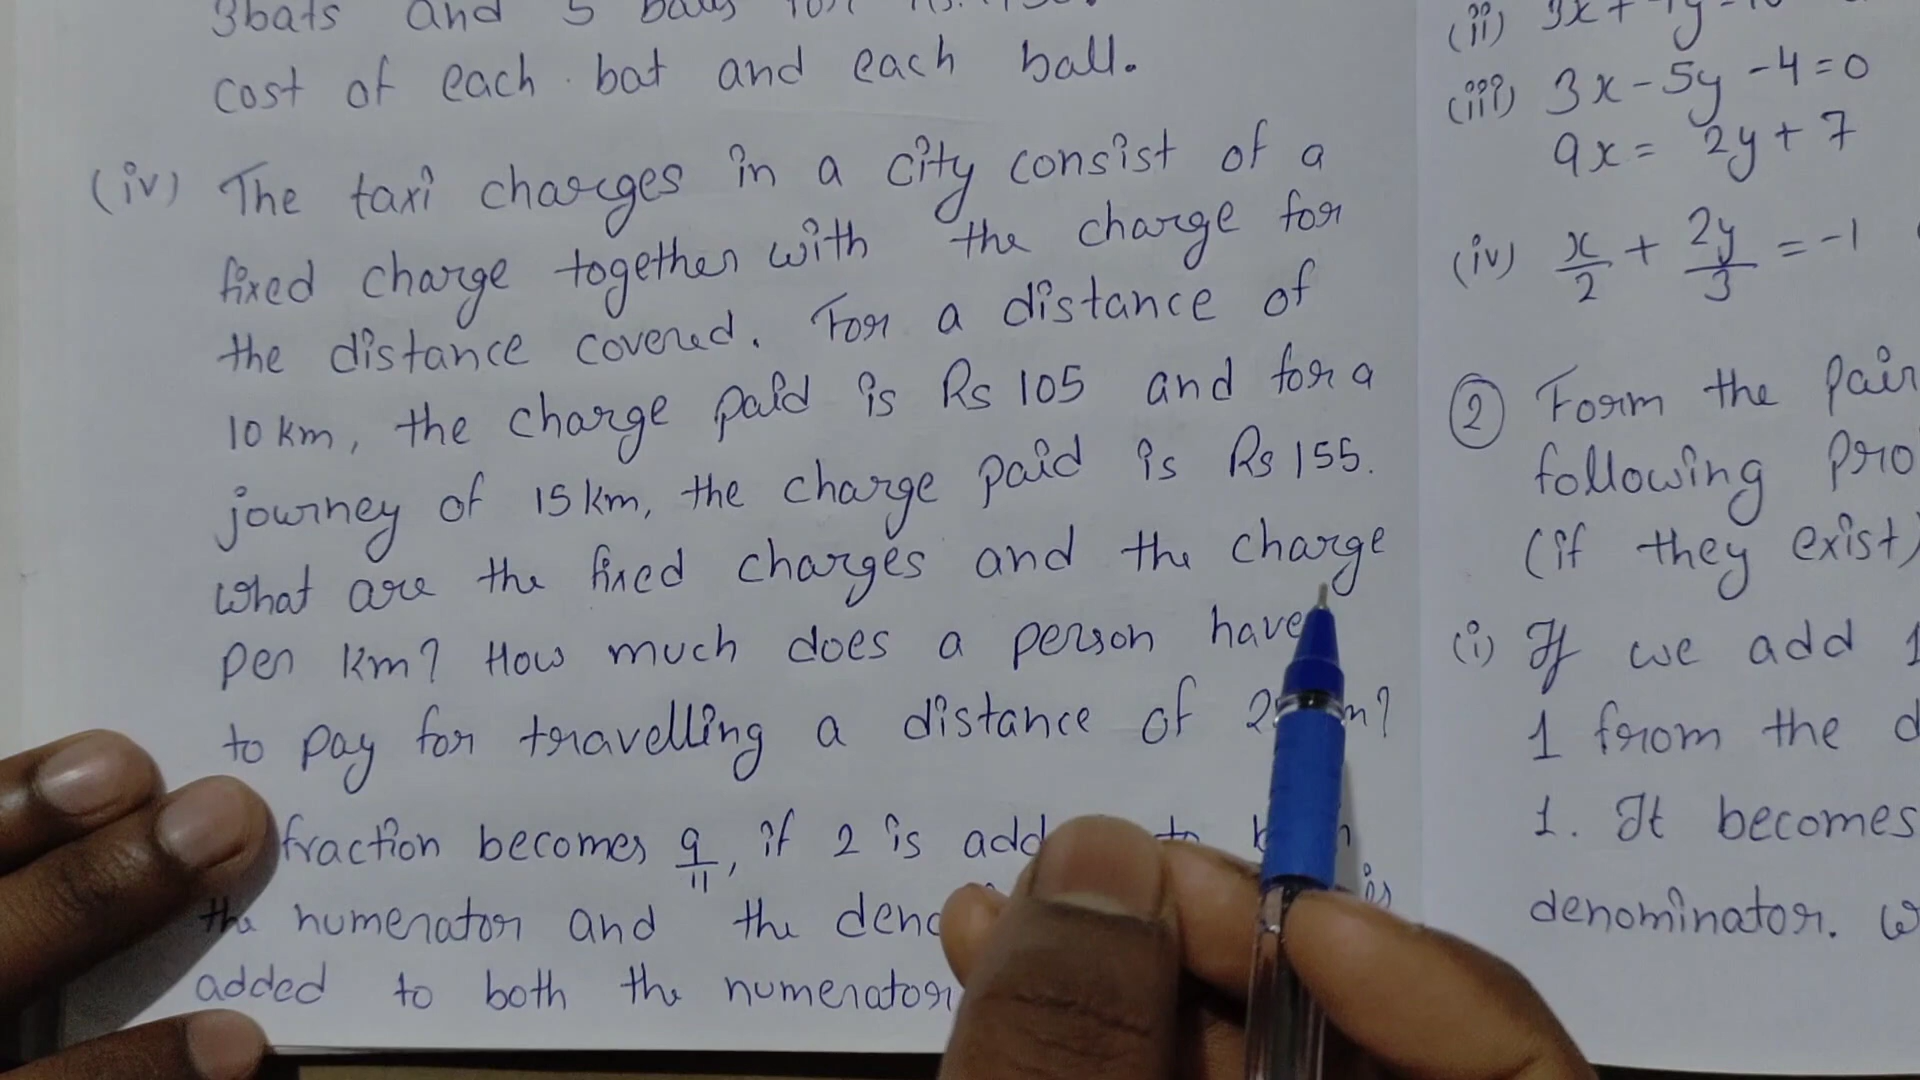 3bats and 5 balls for Rs.
cost of each bat and each ball.
(iv) The taxi charges in a city consist of a
fixed charge together with the charge for
the distance covered. For a distance of
10 km, the charge paid is Rs 105 and for a
journey of 15 km, the charge paid is Rs 155.
What are the fixed charges and the charge
per km? How much does a person have
to pay for travelling a distance of
fraction becomes 9/11, if 2 is
the numerator and the
added to both the numerator
(ii) 3x +
(iii) 3x - 5y - 4 = 0
9x = 2y + 7
(iv) x/2 + 2y/3 = -1
② Form the pair
following
(if they exist)
(i) If we add 1
1 from the
1. It becomes
denominator.